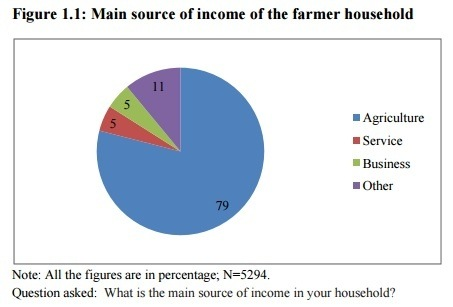 Figure 1.1: Main source of income of the farmer household
11
5
5
79
Agriculture
Service
Business
Other
Note: All the figures are in percentage; N=5294.
Question asked: What is the main source of income in your household?